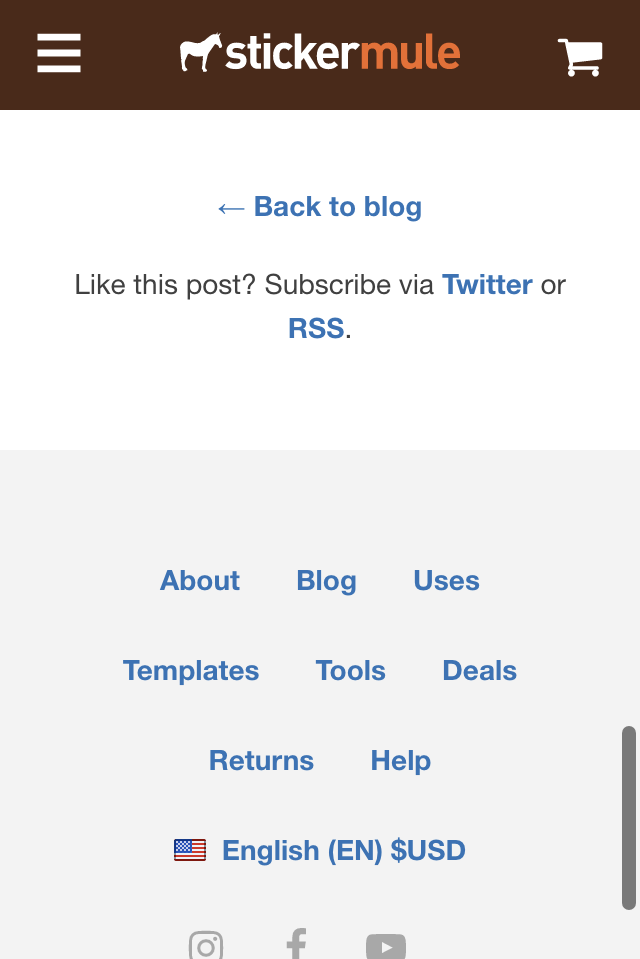 stickermule
← Back to blog
Like this post? Subscribe via Twitter or
RSS.
About Blog Uses
Templates Tools Deals
Returns Help
English (EN) $USD